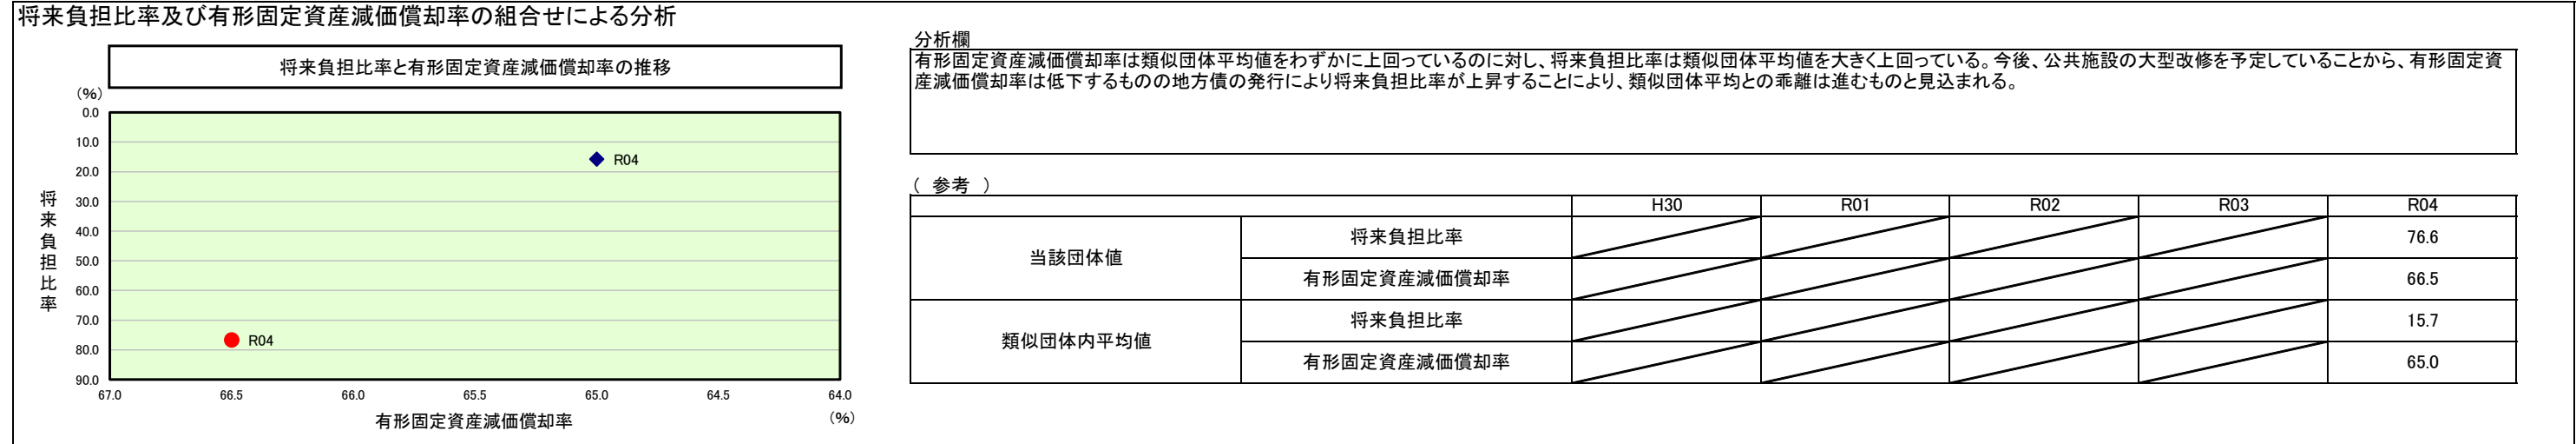 将来負担比率及び有形固定資産減価償却率の組合せによる分析
将来負担比率と有形固定資産減価償却率の推移
(%)
0.0
10.0
20.0
30.0
40.0
50.0
60.0
70.0
80.0
90.0
将来負担比率
R04
R04
67.0 66.5 66.0 65.5 65.0 64.5 64.0
有形固定資産減価償却率
(%)
分析欄
有形固定資産減価償却率は類似団体平均値をわずかに上回っているのに対し、将来負担比率は類似団体平均値を大きく上回っている。今後、公共施設の大型改修を予定していることから、有形固定資
産減価償却率は低下するものの地方債の発行により将来負担比率が上昇することにより、類似団体平均との乖離は進むものと見込まれる。
( 参考 )
H30 R01 R02 R03 R04
当該団体値
将来負担比率 76.6
有形固定資産減価償却率 66.5
類似団体内平均値
将来負担比率 15.7
有形固定資産減価償却率 65.0